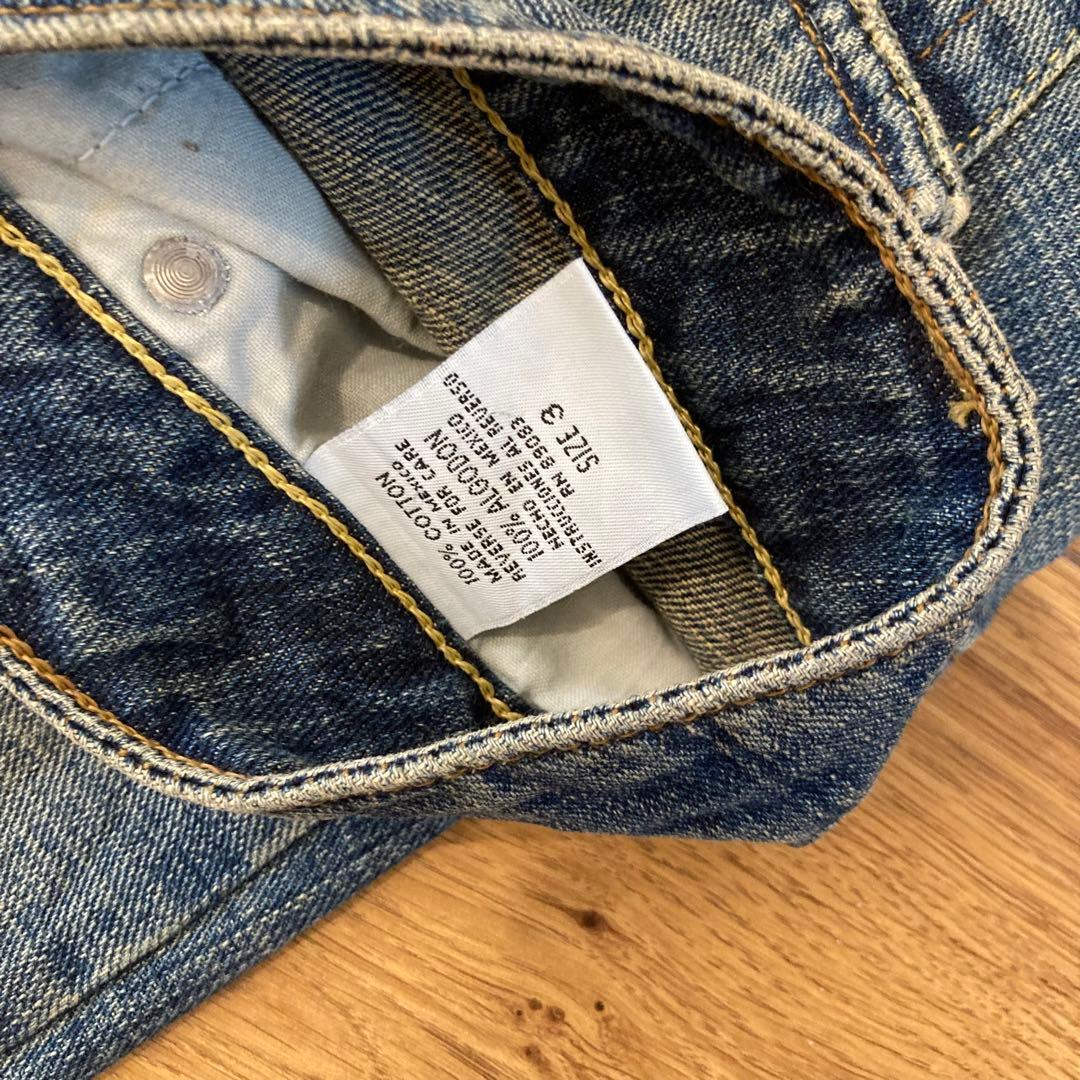 100% COTTON
MADE IN MEXICO
REVERSE FOR CARE
100% ALGODON
HECHO EN MEXICO
INSTRUCCIONES AL REVERSO
RN 89083
SIZE 3